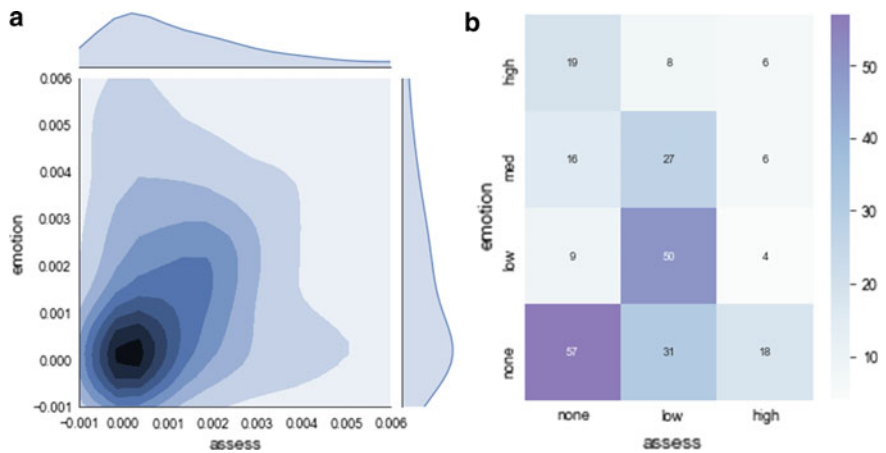 a
0.006
0.005
0.004
0.003
0.002
0.001
0.000
−0.001
emotion
−0.001 0.000 0.001 0.002 0.003 0.004 0.005 0.006
assess
b
high 19 8 6
med 16 27 6
low 9 50 4
none 57 31 18
emotion
none low high
assess
50
40
30
20
10